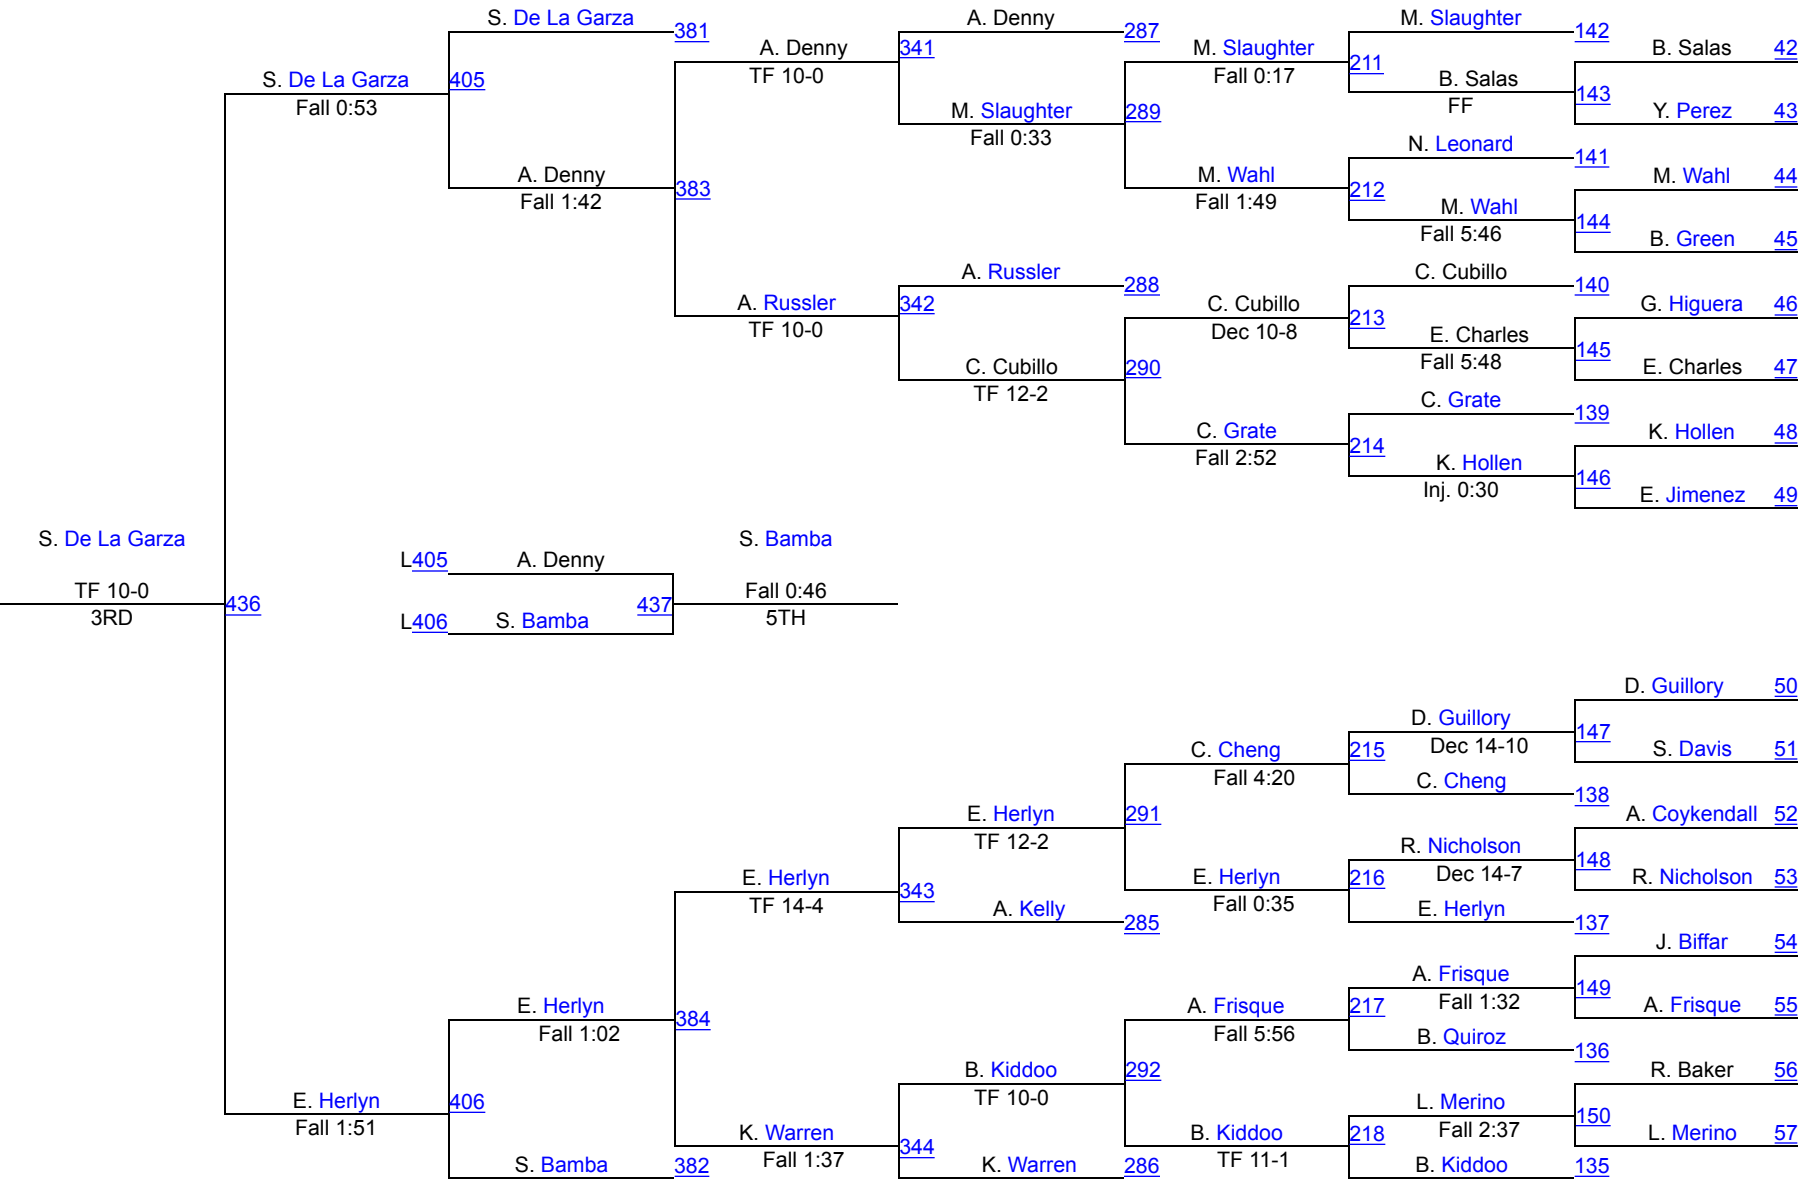 S. De La Garza
381
A. Denny
287
M. Slaughter
142
B. Salas 42
A. Denny
TF 10-0
341
M. Slaughter
Fall 0:17
211
B. Salas
FF
143
Y. Perez 43
S. De La Garza
Fall 0:53
405
M. Slaughter
Fall 0:33
289
N. Leonard
141
M. Wahl 44
A. Denny
Fall 1:42
383
M. Wahl
Fall 1:49
212
M. Wahl
Fall 5:46
144
B. Green 45
A. Russler
288
C. Cubillo
140
G. Higuera 46
A. Russler
TF 10-0
342
C. Cubillo
Dec 10-8
213
E. Charles
Fall 5:48
145
E. Charles 47
C. Cubillo
TF 12-2
290
C. Grate
139
K. Hollen 48
C. Grate
Fall 2:52
214
K. Hollen
Inj. 0:30
146
E. Jimenez 49
S. De La Garza
TF 10-0
3RD
436
L405 A. Denny
L406 S. Bamba
437
S. Bamba
Fall 0:46
5TH
D. Guillory 50
D. Guillory
Dec 14-10
147
S. Davis 51
C. Cheng
Fall 4:20
215
C. Cheng
138
A. Coykendall 52
E. Herlyn
TF 12-2
291
R. Nicholson
Dec 14-7
148
R. Nicholson 53
E. Herlyn
TF 14-4
343
E. Herlyn
Fall 0:35
216
E. Herlyn
137
A. Kelly
285
J. Biffar 54
A. Frisque
Fall 1:32
149
A. Frisque 55
E. Herlyn
Fall 1:02
384
A. Frisque
Fall 5:56
217
B. Quiroz
136
B. Kiddoo
TF 10-0
292
R. Baker 56
E. Herlyn
Fall 1:51
406
L. Merino
Fall 2:37
150
L. Merino 57
K. Warren
Fall 1:37
344
B. Kiddoo
TF 11-1
218
S. Bamba
382
K. Warren
286
B. Kiddoo
135